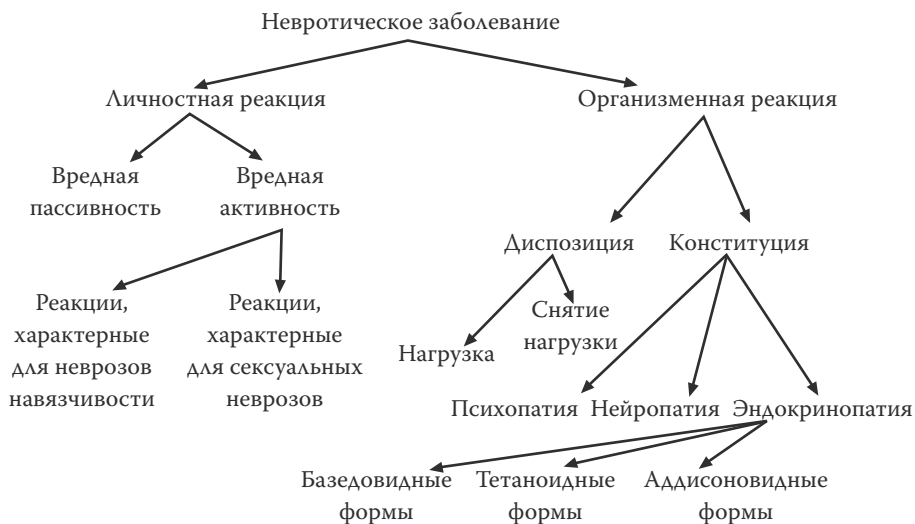 Невротическое заболевание
Личностная реакция
Организменная реакция
Вредная
пассивность
Вредная
активность
Диспозиция
Конституция
Реакции,
характерные
для неврозов
навязчивости
Реакции,
характерные
для сексуальных
неврозов
Нагрузка
Снятие
нагрузки
Психопатия
Нейропатия
Эндокринопатия
Базедовидные
формы
Тетаноидные
формы
Аддисоновидные
формы